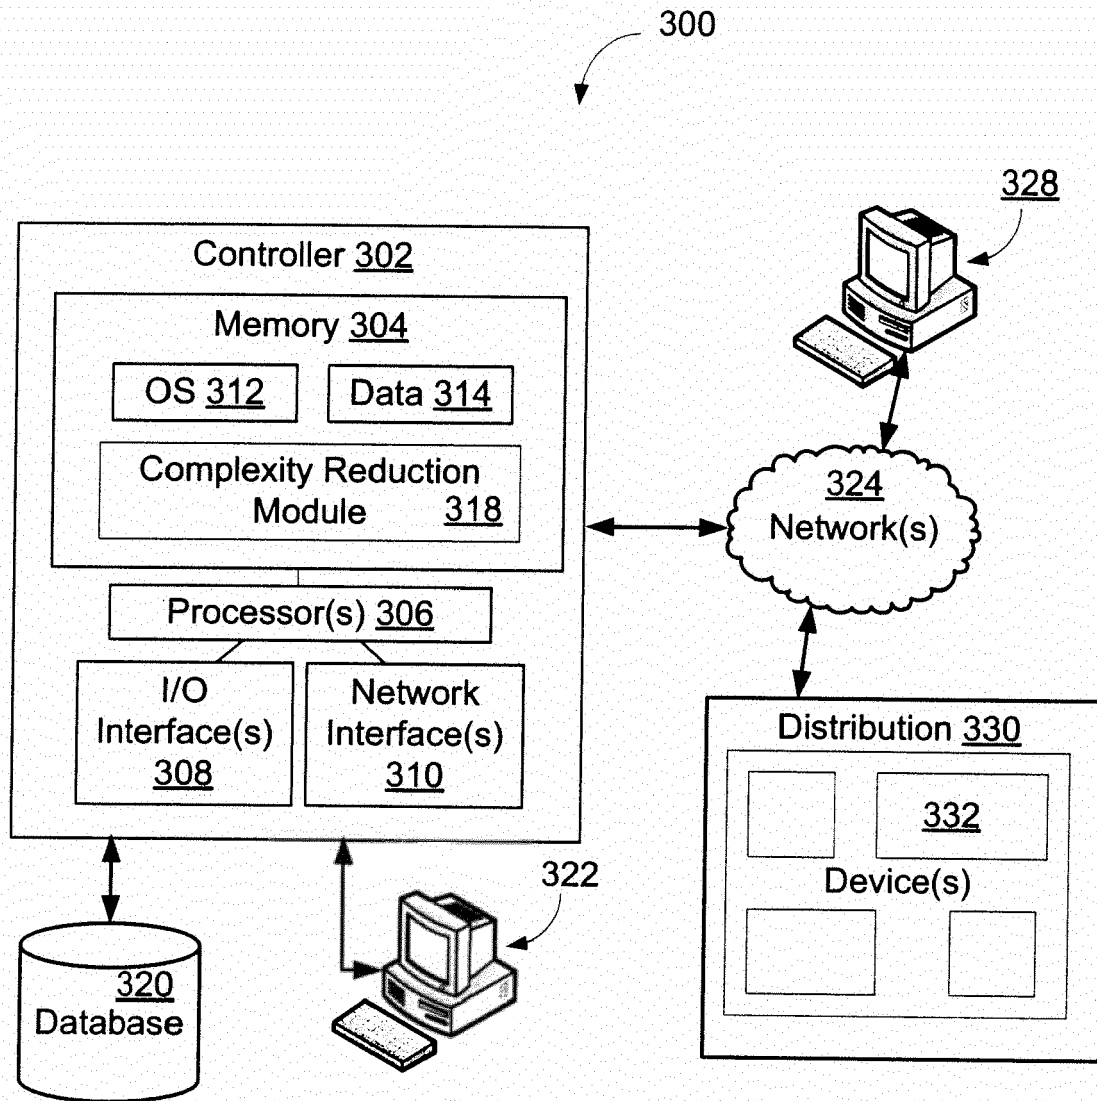 300
328
Controller 302
Memory 304
OS 312
Data 314
Complexity Reduction
Module 318
324
Network(s)
Processor(s) 306
I/O
Interface(s)
308
Network
Interface(s)
310
Distribution 330
332
Device(s)
322
320
Database